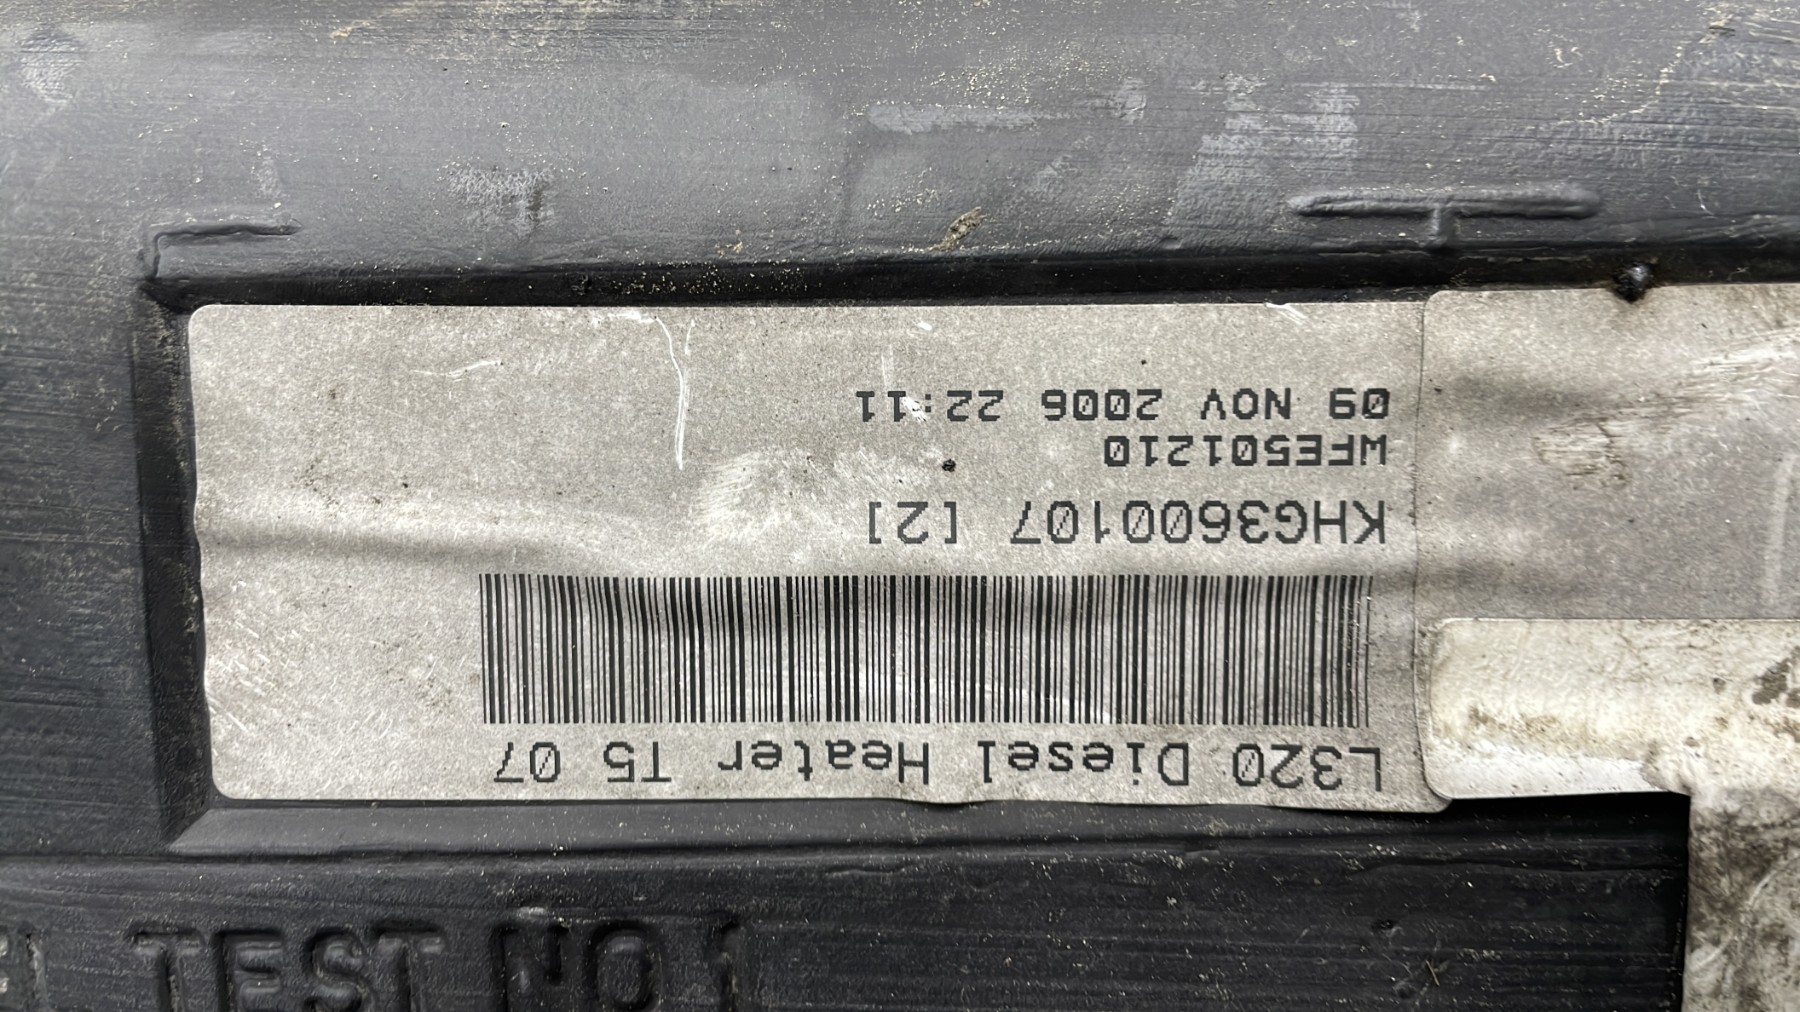 L320 Diesel Heater T5 07
KHG3600107 [2]
WFE501210
09 NOV 2006 22:11
TEST NO 1